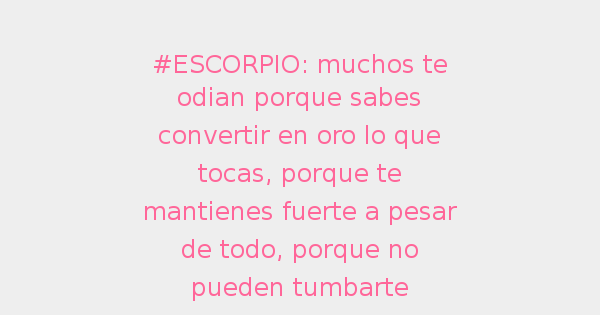 #ESCORPIO: muchos te
odian porque sabes
convertir en oro lo que
tocas, porque te
mantienes fuerte a pesar
de todo, porque no
pueden tumbarte